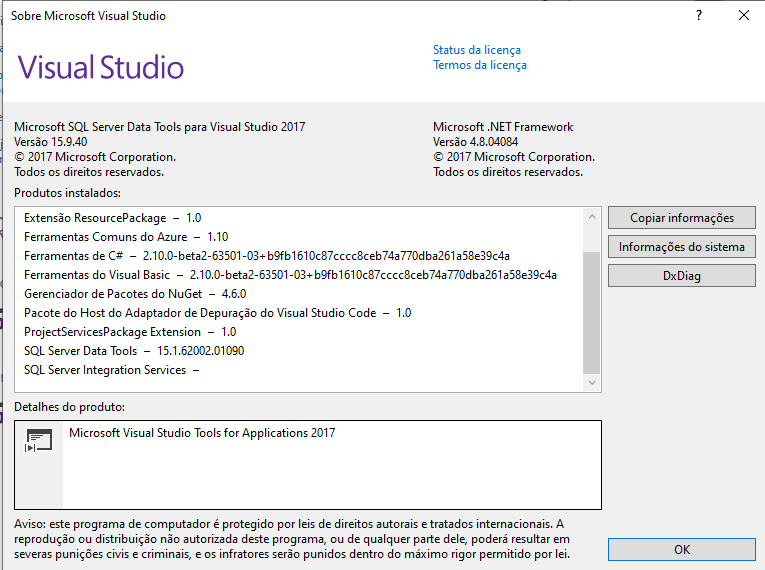 Sobre Microsoft Visual Studio
?
Visual Studio
Status da licença
Termos da licença
Microsoft SQL Server Data Tools para Visual Studio 2017
Versão 15.9.40
© 2017 Microsoft Corporation.
Todos os direitos reservados.
Microsoft .NET Framework
Versão 4.8.04084
© 2017 Microsoft Corporation.
Todos os direitos reservados.
Produtos instalados:
Extensão ResourcePackage – 1.0
Ferramentas Comuns do Azure – 1.10
Ferramentas de C# – 2.10.0-beta2-63501-03+b9fb1610c87cccc8ceb74a770dba261a58e39c4a
Ferramentas do Visual Basic – 2.10.0-beta2-63501-03+b9fb1610c87cccc8ceb74a770dba261a58e39c4a
Gerenciador de Pacotes do NuGet – 4.6.0
Pacote do Host do Adaptador de Depuração do Visual Studio Code – 1.0
ProjectServicesPackage Extension – 1.0
SQL Server Data Tools – 15.1.62002.01090
SQL Server Integration Services –
Copiar informações
Informações do sistema
DxDiag
Detalhes do produto:
Microsoft Visual Studio Tools for Applications 2017
Aviso: este programa de computador é protegido por leis de direitos autorais e tratados internacionais. A
reprodução ou distribuição não autorizada deste programa, ou de qualquer parte dele, poderá resultar em
severas punições civis e criminais, e os infratores serão punidos dentro do máximo rigor permitido por lei.
OK